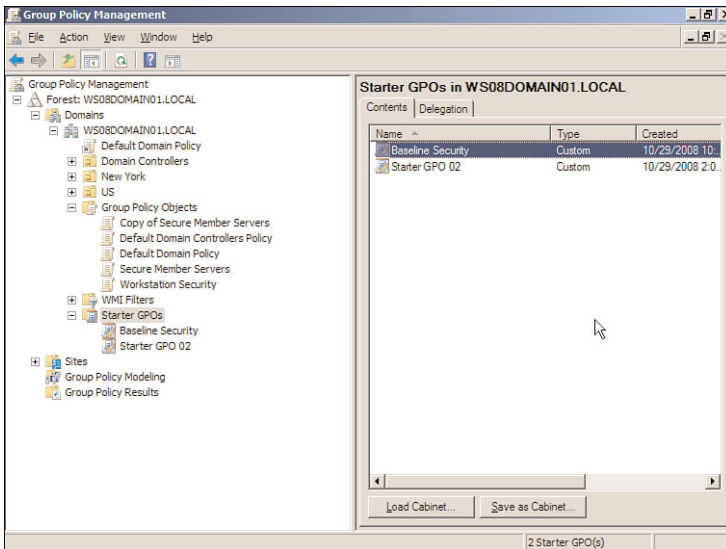 Group Policy Management
File Action View Window Help
Group Policy Management
Forest: WS08DOMAIN01.LOCAL
Domains
WS08DOMAIN01.LOCAL
Default Domain Policy
Domain Controllers
New York
US
Group Policy Objects
Copy of Secure Member Servers
Default Domain Controllers Policy
Default Domain Policy
Secure Member Servers
Workstation Security
WMI Filters
Starter GPOs
Baseline Security
Starter GPO 02
Sites
Group Policy Modeling
Group Policy Results
Starter GPOs in WS08DOMAIN01.LOCAL
Contents Delegation
Name Type Created
Baseline Security Custom 10/29/2008 10:..
Starter GPO 02 Custom 10/29/2008 2:0..
Load Cabinet... Save as Cabinet...
2 Starter GPO(s)